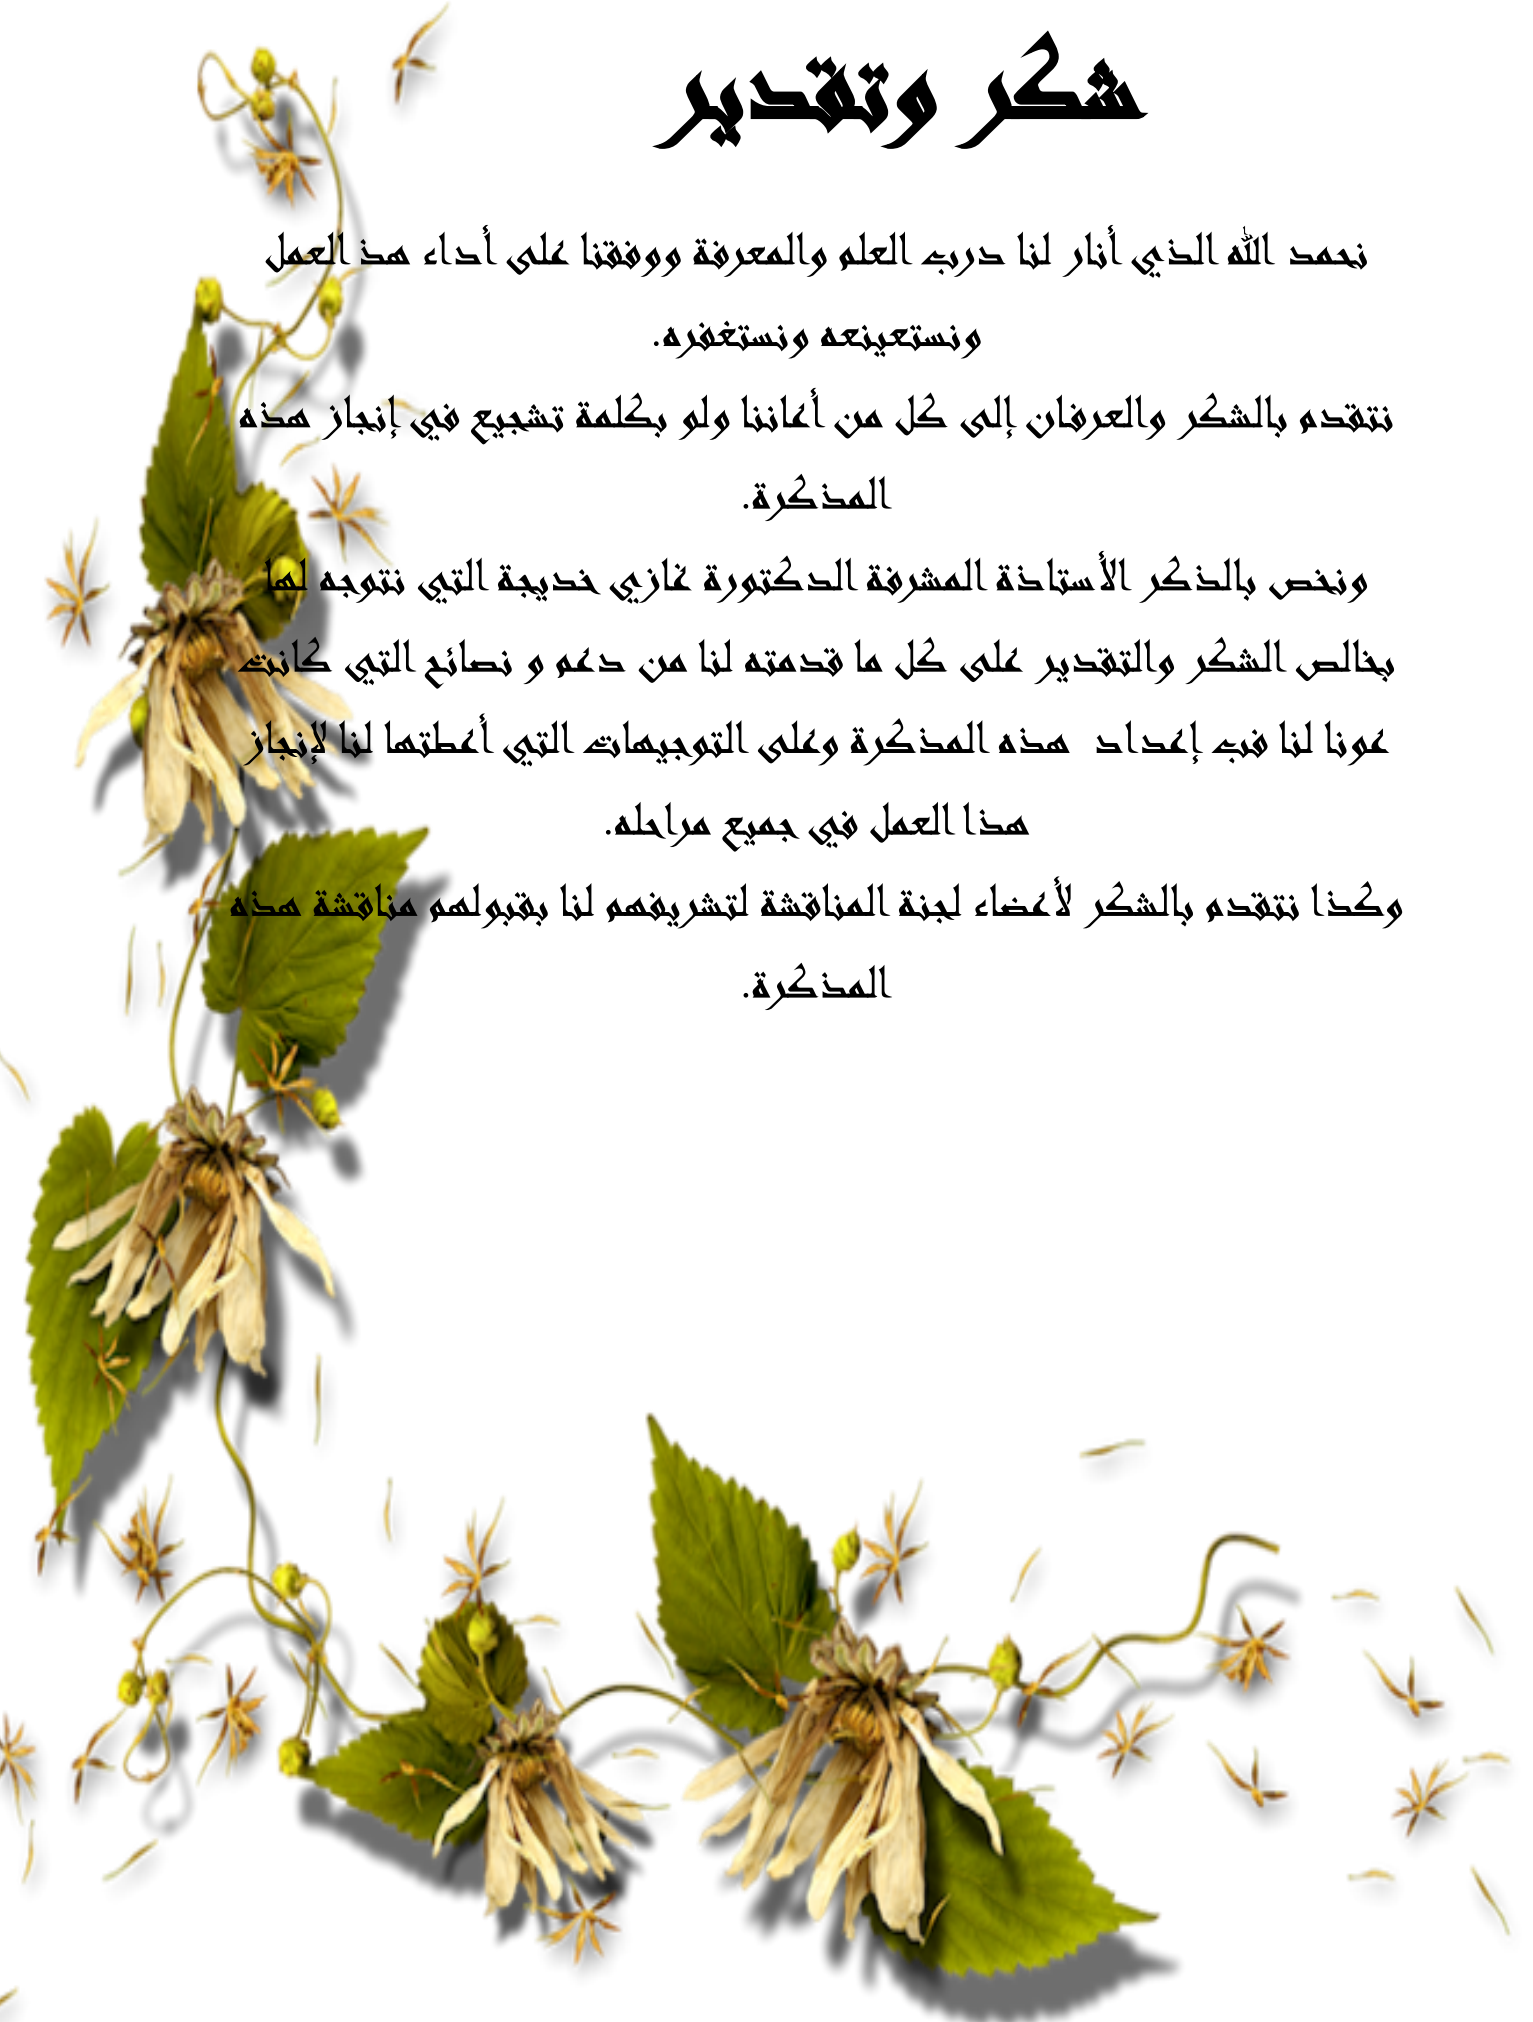 شكر وتقدير
نحمد الله الذي أنار لنا درب العلم والمعرفة ووفقنا على أداء هذ العمل
ونستعينعه ونستغفره.
نتقدم بالشكر والعرفان إلى كل من أعاننا ولو بكلمة تشجيع في إنجاز هذه
المذكرة.
ونخص بالذكر الأستاذة المشرفة الدكتورة غازي خديجة التي نتوجه لها
بخالص الشكر والتقدير على كل ما قدمته لنا من دعم و نصائح التي كانت
عونا لنا فب إعداد هذه المذكرة وعلى التوجيهات التي أعطتها لنا لإنجاز
هذا العمل في جميع مراحله.
وكذا نتقدم بالشكر لأعضاء لجنة المناقشة لتشريفهم لنا بقبولهم مناقشة هذه
المذكرة.